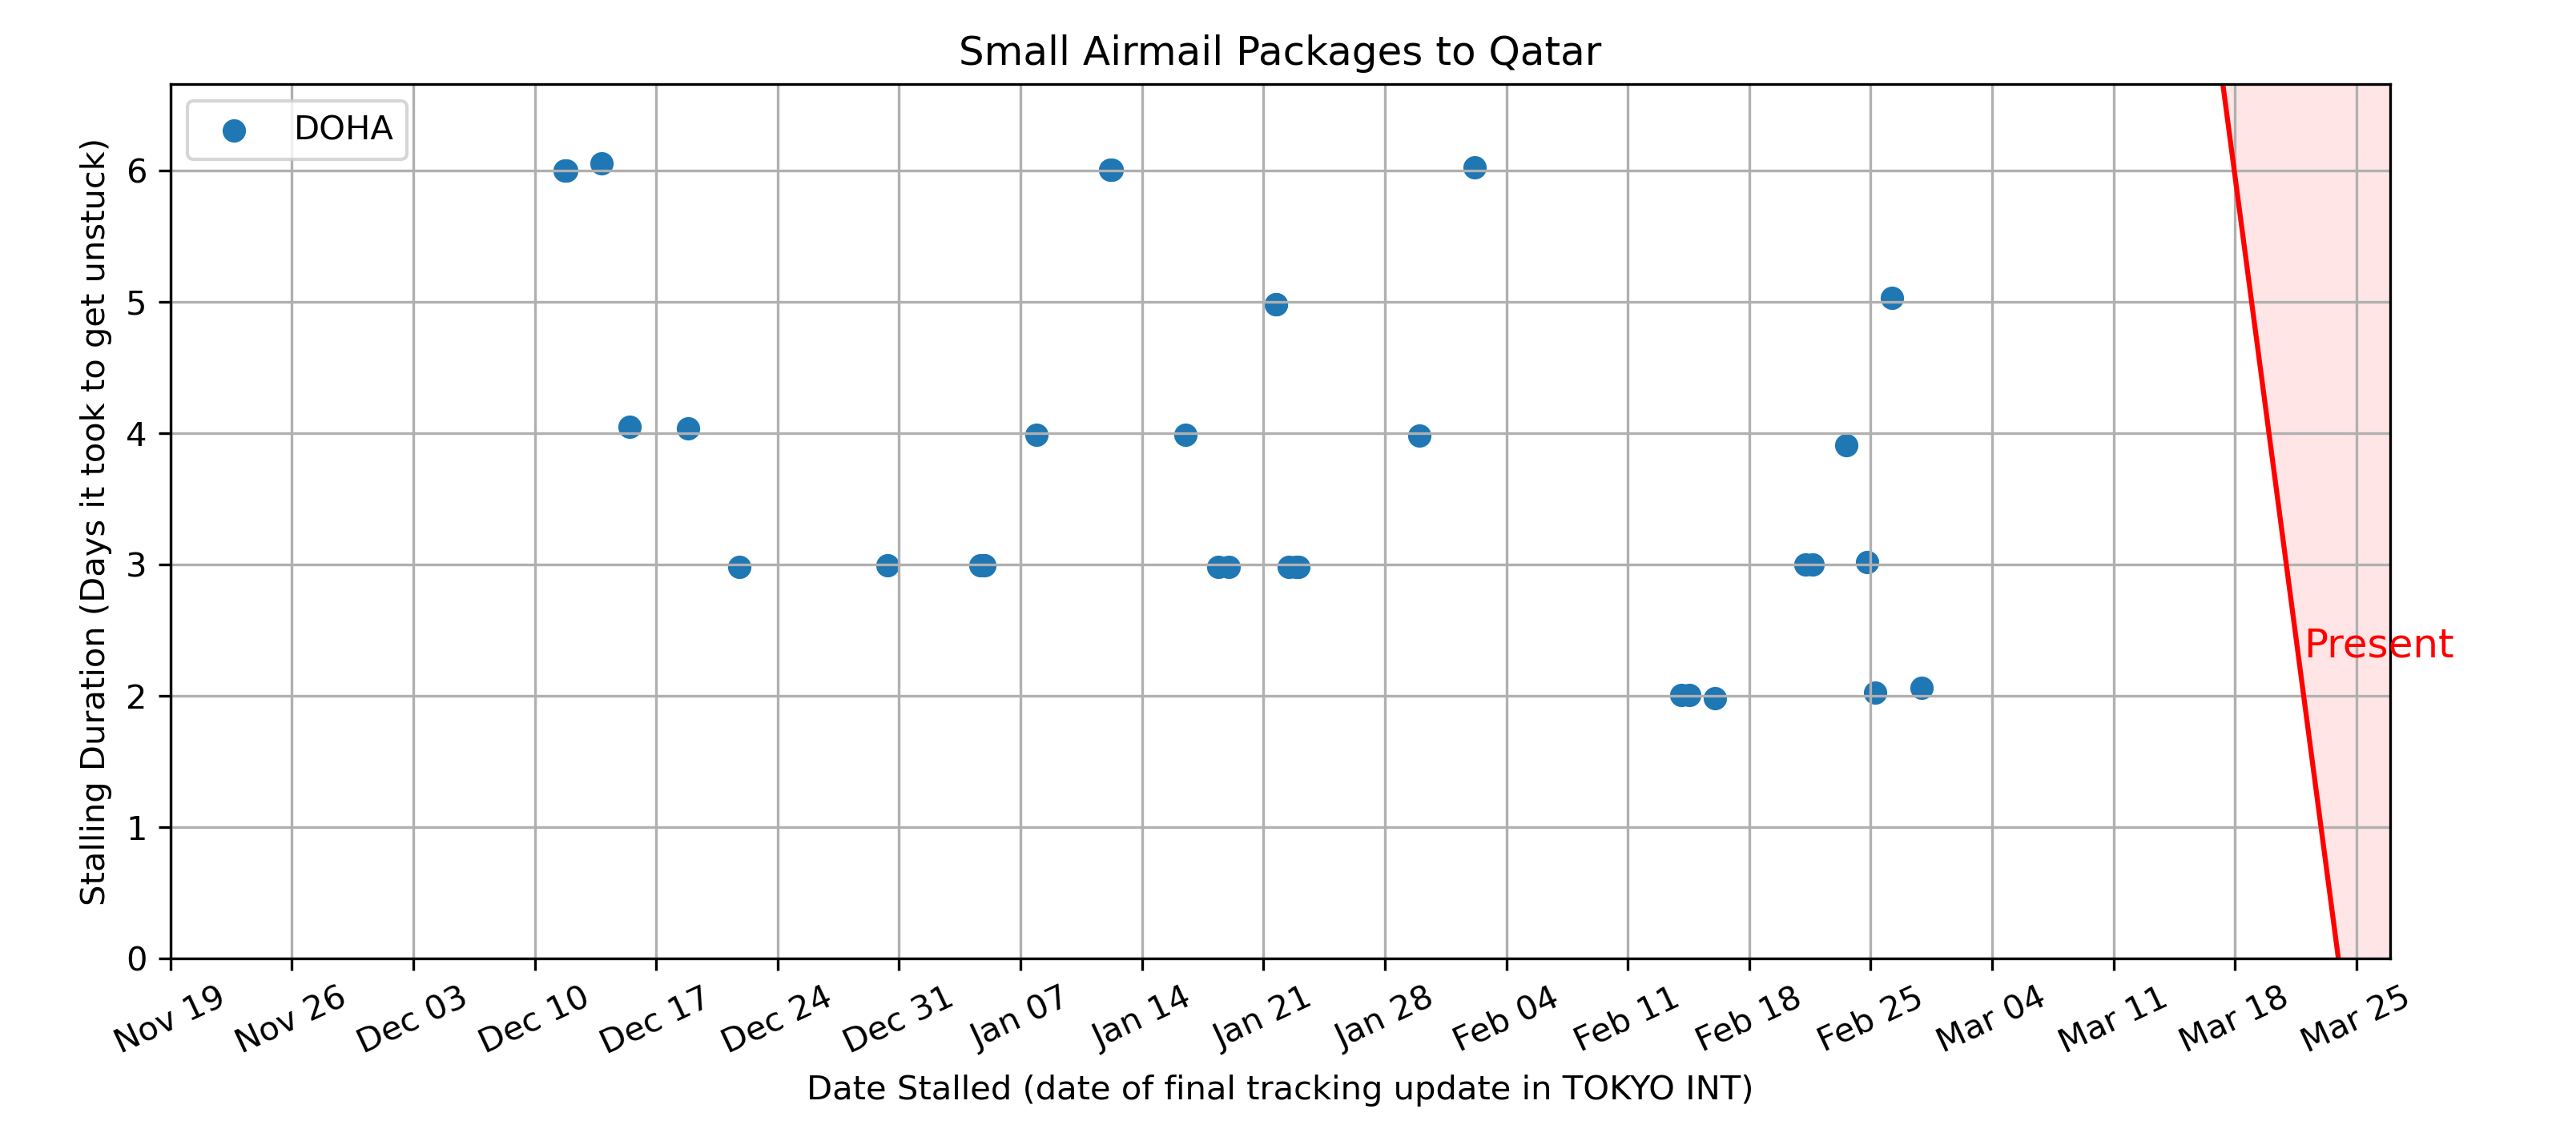 Small Airmail Packages to Qatar
DOHA
Stalling Duration (Days it took to get unstuck)
6
5
4
3
2
1
0
Present
Nov 19
Nov 26
Dec 03
Dec 10
Dec 17
Dec 24
Dec 31
Jan 07
Jan 14
Jan 21
Jan 28
Feb 04
Feb 11
Feb 18
Feb 25
Mar 04
Mar 11
Mar 18
Mar 25
Date Stalled (date of final tracking update in TOKYO INT)